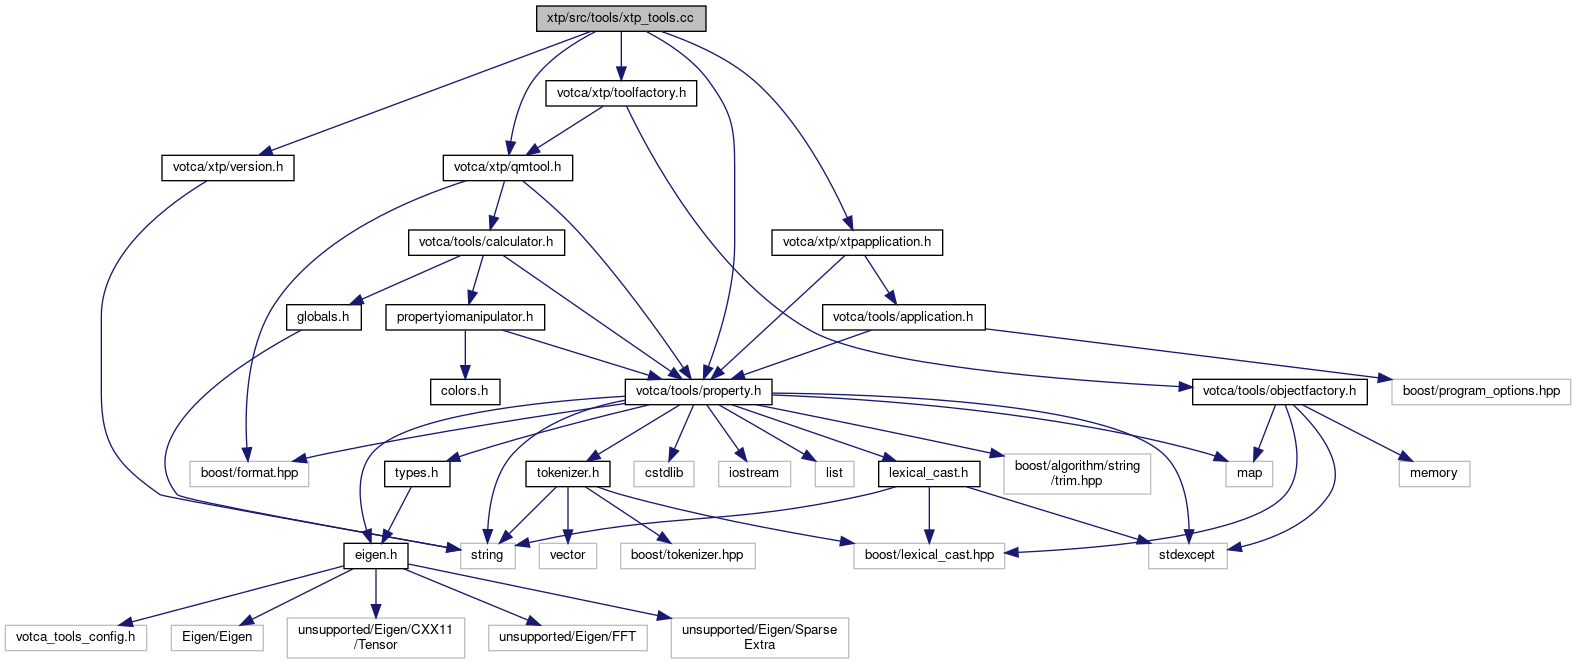 xtp/src/tools/xtp_tools.cc
votca/xtp/toolfactory.h
votca/xtp/version.h
votca/xtp/qmtool.h
votca/tools/calculator.h
votca/xtp/xtpapplication.h
globals.h
propertyiomanipulator.h
votca/tools/application.h
colors.h
votca/tools/property.h
votca/tools/objectfactory.h
boost/program_options.hpp
boost/format.hpp
types.h
tokenizer.h
cstdlib
iostream
list
lexical_cast.h
boost/algorithm/string
/trim.hpp
map
memory
eigen.h
string
vector
boost/tokenizer.hpp
boost/lexical_cast.hpp
stdexcept
votca_tools_config.h
Eigen/Eigen
unsupported/Eigen/CXX11
/Tensor
unsupported/Eigen/FFT
unsupported/Eigen/Sparse
Extra